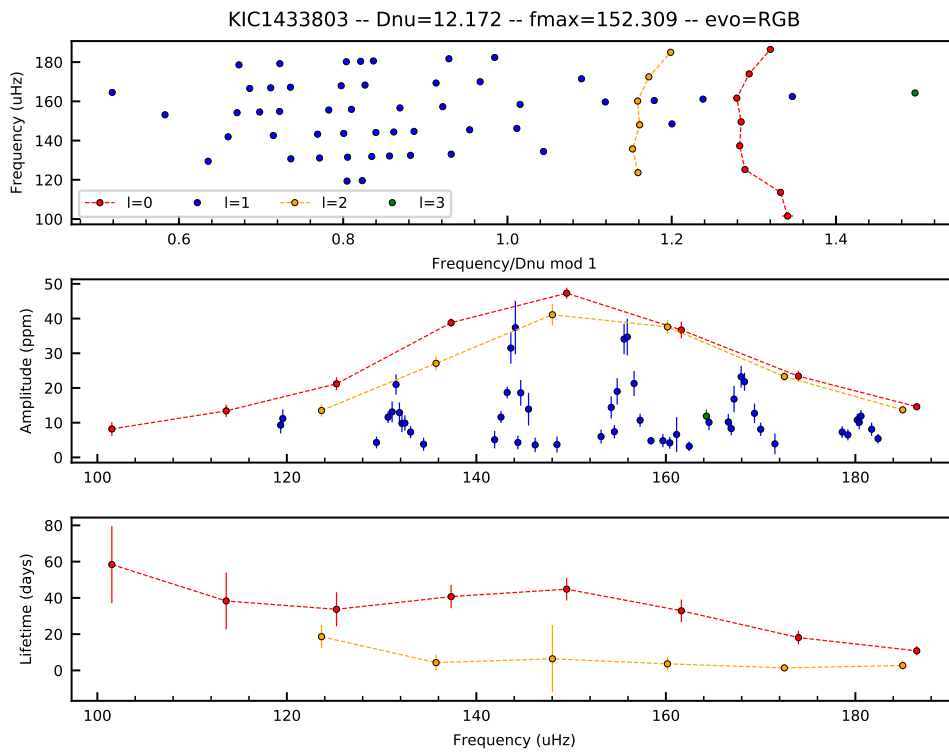 KIC1433803 -- Dnu=12.172 -- fmax=152.309 -- evo=RGB
Frequency (uHz)
180
160
140
120
100
l=0 l=1 l=2 l=3
0.6 0.8 1.0 1.2 1.4
Frequency/Dnu mod 1
Amplitude (ppm)
50
40
30
20
10
0
100 120 140 160 180
Lifetime (days)
80
60
40
20
0
100 120 140 160 180
Frequency (uHz)